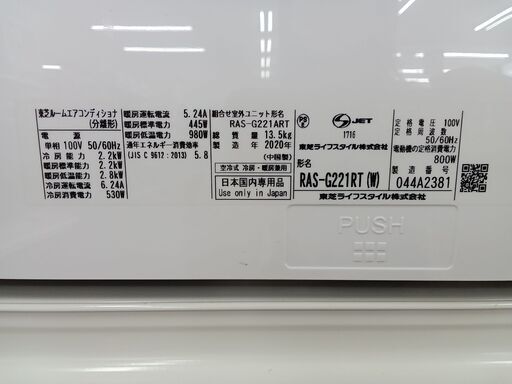 東芝ルームエアコンディショナ
(分離形)
電源
単相 100V 50/60Hz
冷房能力 2.2kW
暖房標準能力 2.2kW
暖房低温能力 2.8kW
冷房運転電流 6.24A
冷房消費電力 530W
暖房運転電流 5.24A
暖房標準電力 445W
暖房低温電力 980W
通年エネルギー消費効率
(JIS C 9612:2013) 5.8
組合せ室外ユニット形名
RAS-G221ART
質量 13.5kg
製造年 2020年
(中国製)
空冷式 冷房・暖房兼用
日本国内専用品
Use only in Japan
PS E JET
1716
東芝ライフスタイル株式会社
形名
RAS-G221RT(W)
定格電圧 100V
定格周波数
50/60Hz
電動機の定格消費電力
800W
製造番号
044A2381
東芝ライフスタイル株式会社
PUSH